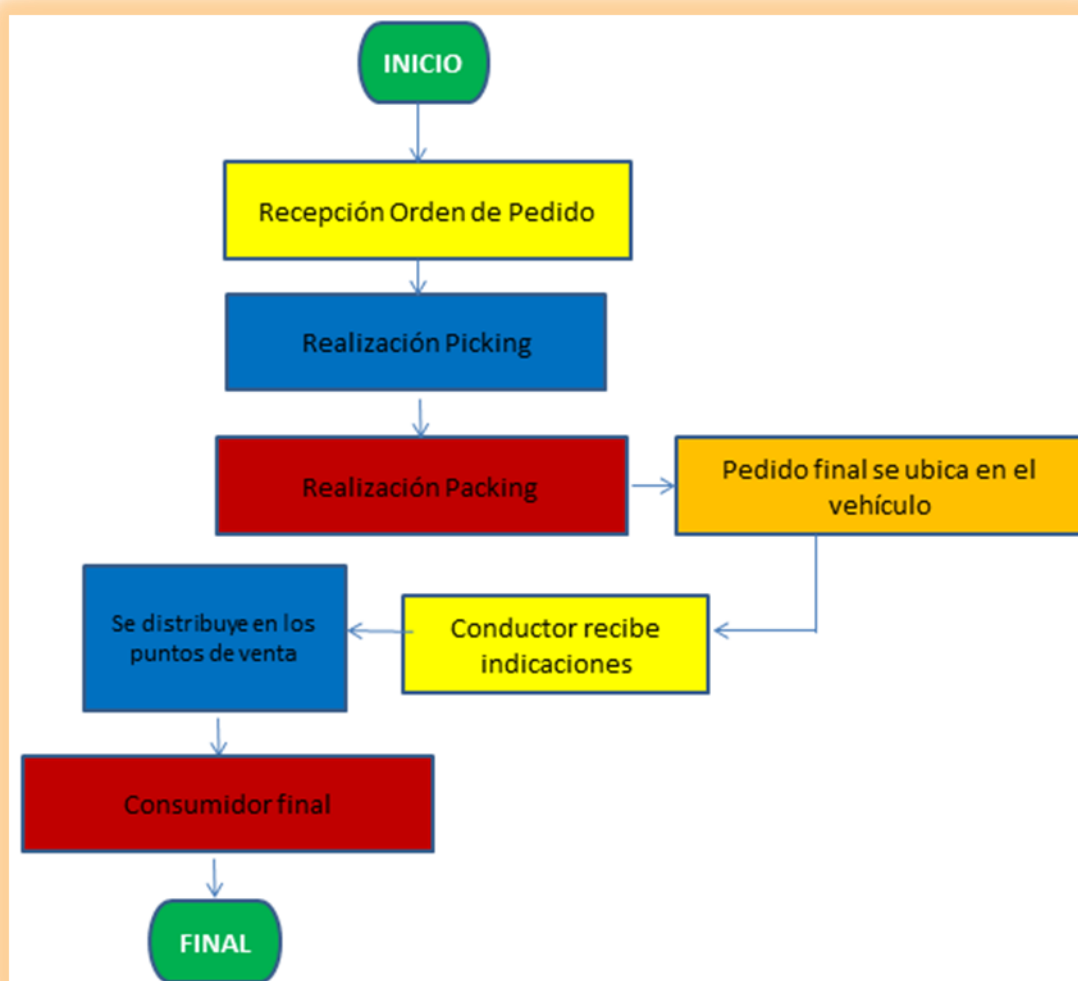 INICIO
Recepción Orden de Pedido
Realización Picking
Realización Packing
Pedido final se ubica en el
vehículo
Conductor recibe
indicaciones
Se distribuye en los
puntos de venta
Consumidor final
FINAL